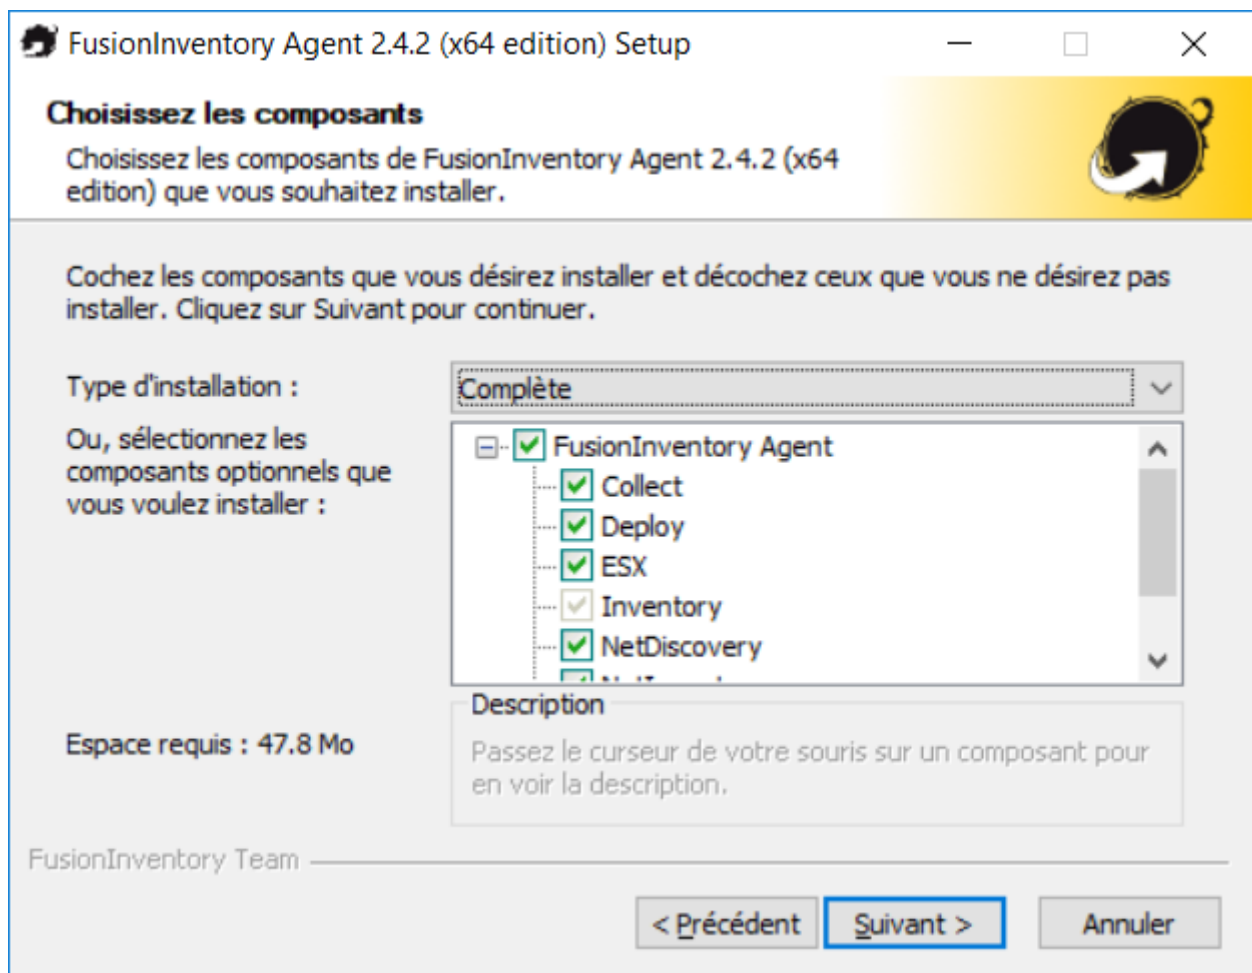 FusionInventory Agent 2.4.2 (x64 edition) Setup
Choisissez les composants
Choisissez les composants de FusionInventory Agent 2.4.2 (x64
edition) que vous souhaitez installer.
Cochez les composants que vous désirez installer et décochez ceux que vous ne désirez pas
installer. Cliquez sur Suivant pour continuer.
Type d'installation :
Complète
Ou, sélectionnez les
composants optionnels que
vous voulez installer :
FusionInventory Agent
Collect
Deploy
ESX
Inventory
NetDiscovery
Espace requis : 47.8 Mo
Description
Passez le curseur de votre souris sur un composant pour
en voir la description.
FusionInventory Team
< Précédent
Suivant >
Annuler